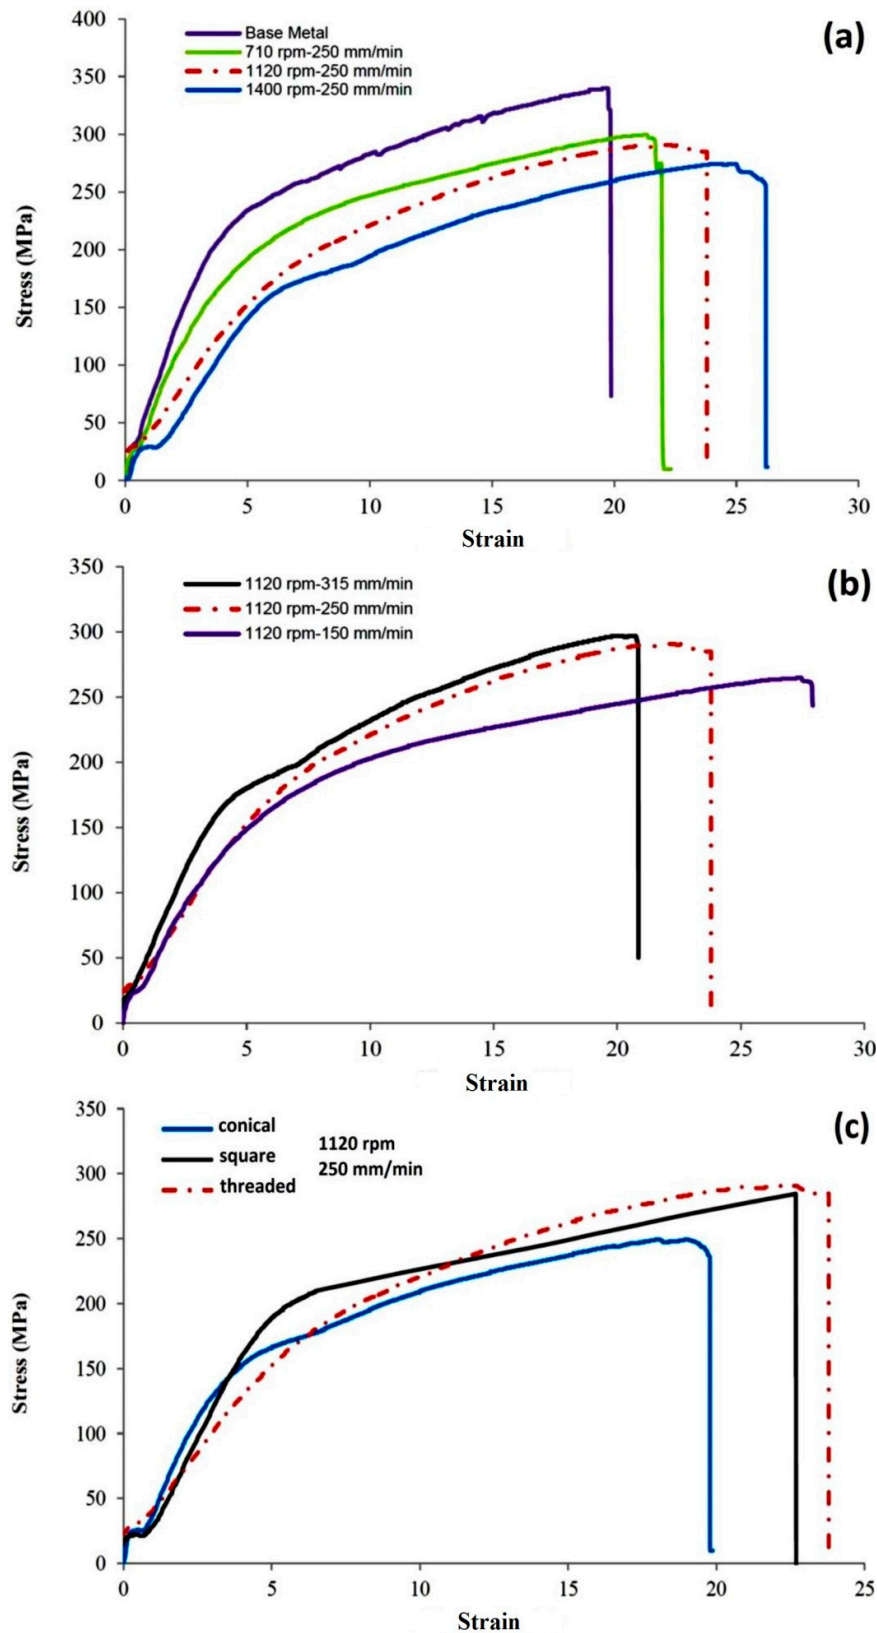 (a)
Base Metal
710 rpm-250 mm/min
1120 rpm-250 mm/min
1400 rpm-250 mm/min
400
350
300
250
200
150
100
50
0
Stress (MPa)
0 5 10 15 20 25 30
Strain
(b)
1120 rpm-315 mm/min
1120 rpm-250 mm/min
1120 rpm-150 mm/min
350
300
250
200
150
100
50
0
Stress (MPa)
0 5 10 15 20 25 30
Strain
(c)
conical
square
threaded
1120 rpm
250 mm/min
350
300
250
200
150
100
50
0
Stress (MPa)
0 5 10 15 20 25
Strain